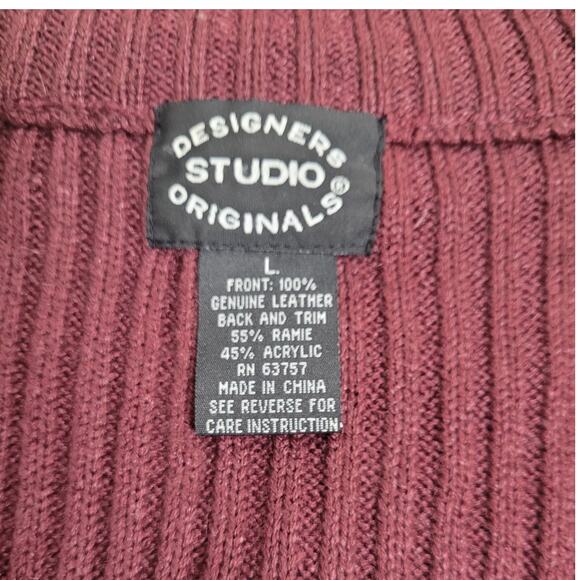 DESIGNERS
STUDIO
ORIGINALS®
L.
FRONT: 100%
GENUINE LEATHER
BACK AND TRIM
55% RAMIE
45% ACRYLIC
RN 63757
MADE IN CHINA
SEE REVERSE FOR
CARE INSTRUCTION.